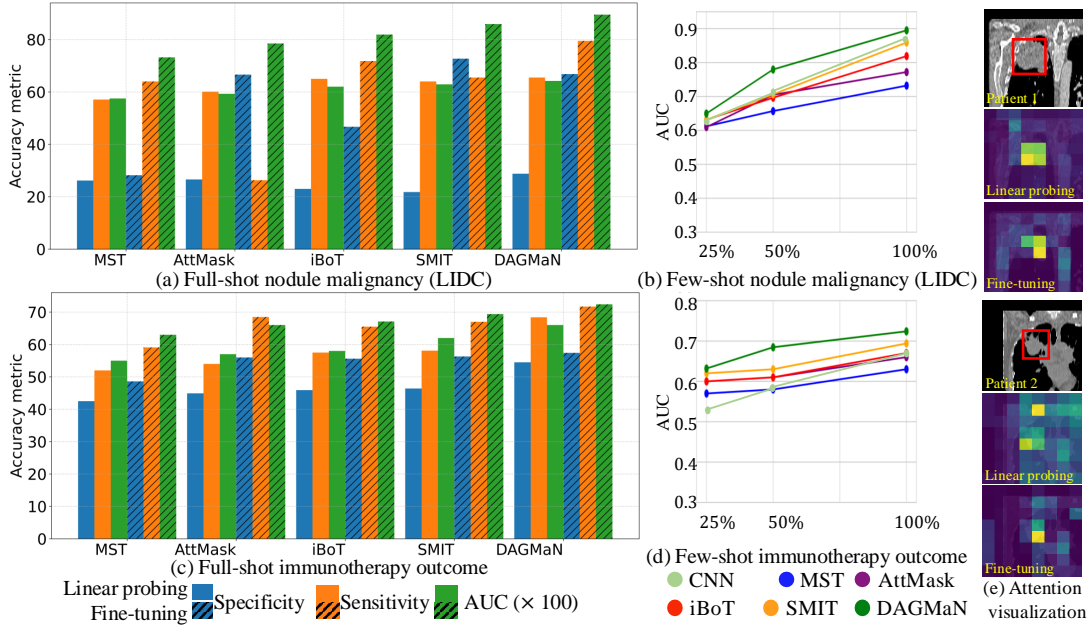 Accuracy metric
80
60
40
20
0
MST AttMask iBoT SMIT DAGMaN
(a) Full-shot nodule malignancy (LIDC)
AUC
0.9
0.8
0.7
0.6
0.5
0.4
0.3
25% 50% 100%
(b) Few-shot nodule malignancy (LIDC)
Patient 1
Linear probing
Fine-tuning
Accuracy metric
70
60
50
40
30
20
10
0
MST AttMask iBoT SMIT DAGMaN
(c) Full-shot immunotherapy outcome
AUC
0.8
0.7
0.6
0.5
0.4
0.3
25% 50% 100%
(d) Few-shot immunotherapy outcome
Patient 2
Linear probing
Fine-tuning
(e) Attention
visualization
Linear probing
Fine-tuning
Specificity Sensitivity AUC (× 100)
CNN MST AttMask
iBoT SMIT DAGMaN